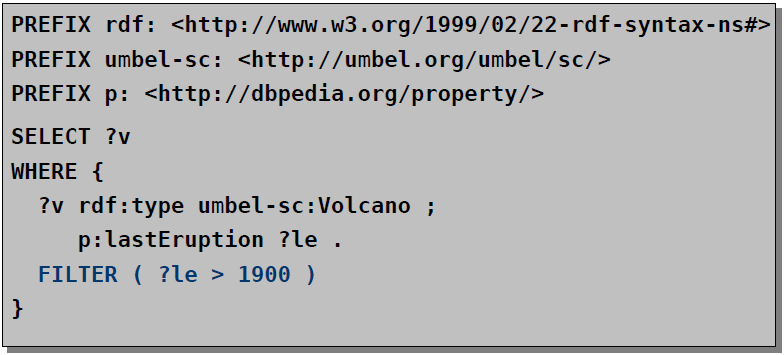 PREFIX rdf: <http://www.w3.org/1999/02/22-rdf-syntax-ns#>
PREFIX umbel-sc: <http://umbel.org/umbel/sc/>
PREFIX p: <http://dbpedia.org/property/>
SELECT ?v
WHERE {
?v rdf:type umbel-sc:Volcano ;
p:lastEruption ?le .
FILTER ( ?le > 1900 )
}